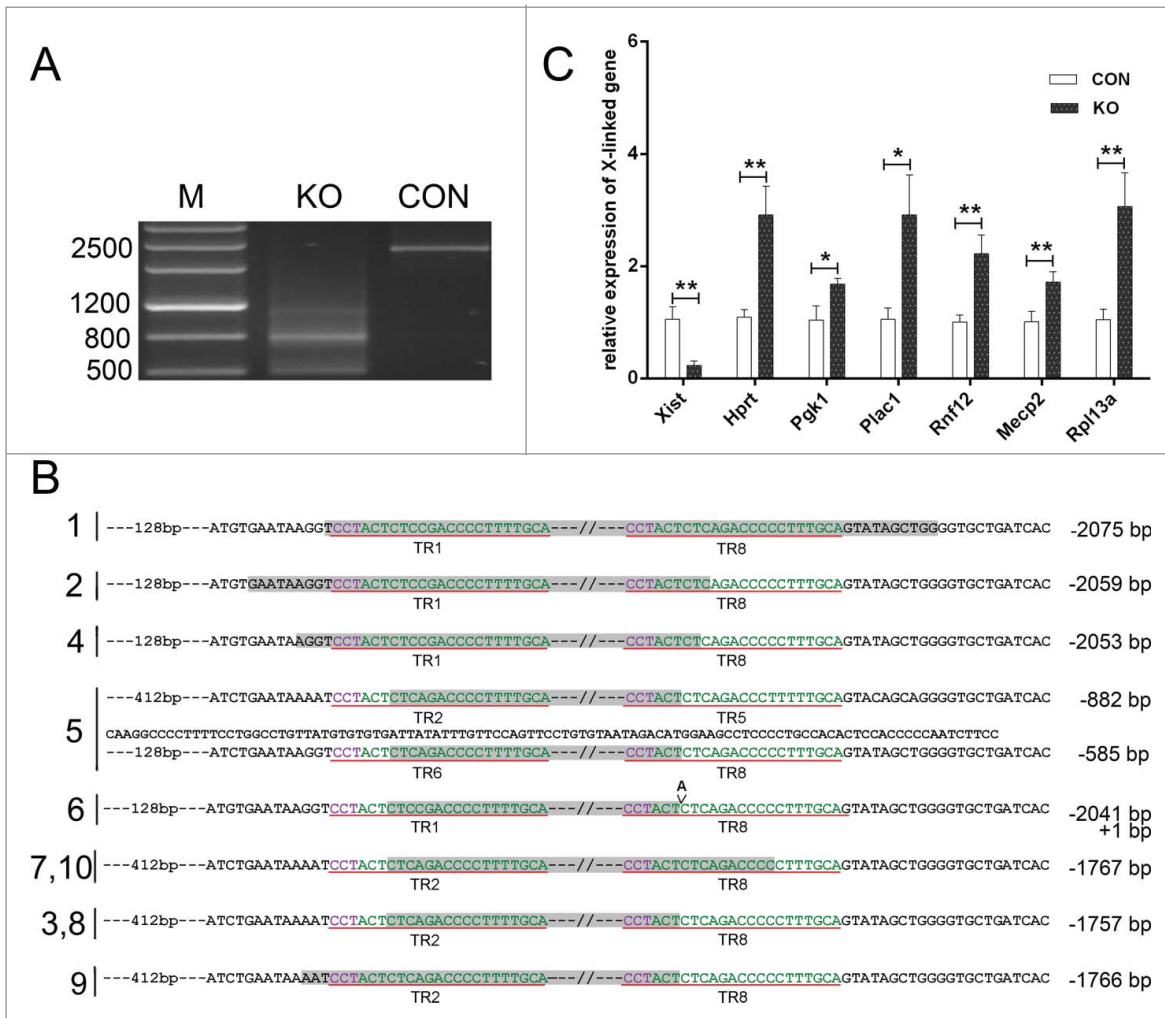 A
M KO CON
2500
1200
800
500
C
relative expression of X-linked gene
6
4
2
0
CON
KO
**
**
*
*
**
**
**
Xist Hprt Pgk1 Plac1 Rnf12 Mecp2 Rpl13a
B
1 ---128bp---ATGTGAATAAGGTCCTACTCTCCGACCCCTTTTGCA---//---CCTACTCTCAGACCCCCTTTGCAGTATAGCTGGGGTGCTGATCAC -2075 bp
TR1 TR8
2 ---128bp---ATGTGAATAAGGTCCTACTCTCCGACCCCTTTTGCA---//---CCTACTCTCAGACCCCCTTTGCAGTATAGCTGGGGTGCTGATCAC -2059 bp
TR1 TR8
4 ---128bp---ATGTGAATAAGGTCCTACTCTCCGACCCCTTTTGCA---//---CCTACTCTCAGACCCCCTTTGCAGTATAGCTGGGGTGCTGATCAC -2053 bp
TR1 TR8
5 ---412bp---ATCTGAATAAAATCCTACTCTCAGACCCCTTTTGCA---//---CCTACTCTCAGACCCTTTTTGCAGTACAGCAGGGGTGCTGATCAC -882 bp
TR2 TR5
CAAGGCCCCTTTTCCTGGCCTGTTATGTGTGTGATTATATTTGTTCCAGTTCCTGTGTAATAGACATGGAAGCCTCCCCTGCCACACTCCACCCCCAATCTTCC
---128bp---ATCTGAATAAGGTCCTACTCTCAGACCCCTTTTGCA---//---CCTACTCTCAGACCCCCTTTGCAGTATAGCTGGGGTGCTGATCAC -585 bp
TR6 TR8
A
6 ---128bp---ATGTGAATAAGGTCCTACTCTCCGACCCCTTTTGCA---//---CCTACTCTCAGACCCCCTTTGCAGTATAGCTGGGGTGCTGATCAC -2041 bp
+1 bp
TR1 TR8
7,10 ---412bp---ATCTGAATAAAATCCTACTCTCAGACCCCTTTTGCA---//---CCTACTCTCAGACCCCCTTTGCAGTATAGCTGGGGTGCTGATCAC -1767 bp
TR2 TR8
3,8 ---412bp---ATCTGAATAAAATCCTACTCTCAGACCCCTTTTGCA---//---CCTACTCTCAGACCCCCTTTGCAGTATAGCTGGGGTGCTGATCAC -1757 bp
TR2 TR8
9 ---412bp---ATCTGAATAAAATCCTACTCTCAGACCCCTTTTGCA---//---CCTACTCTCAGACCCCCTTTGCAGTATAGCTGGGGTGCTGATCAC -1766 bp
TR2 TR8